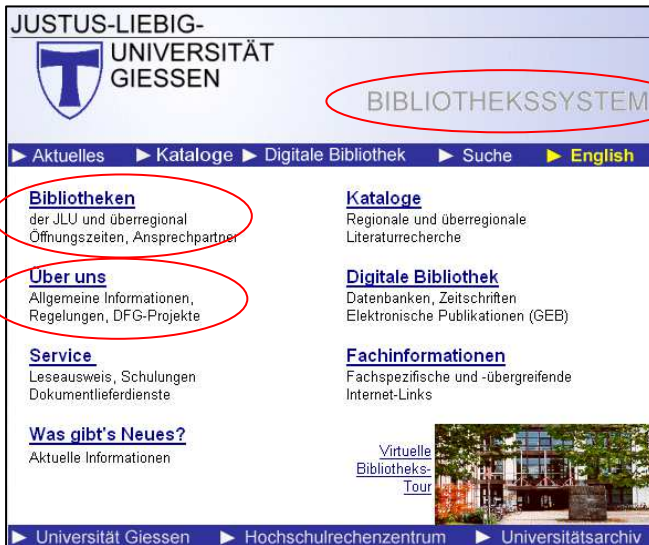 JUSTUS-LIEBIG-
UNIVERSITÄT
GIESSEN
BIBLIOTHEKSSYSTEM
Aktuelles Kataloge Digitale Bibliothek Suche English
Bibliotheken
der JLU und überregional
Öffnungszeiten, Ansprechpartner
Über uns
Allgemeine Informationen,
Regelungen, DFG-Projekte
Service
Leseausweis, Schulungen
Dokumentlieferdienste
Was gibt's Neues?
Aktuelle Informationen
Kataloge
Regionale und überregionale
Literaturrecherche
Digitale Bibliothek
Datenbanken, Zeitschriften
Elektronische Publikationen (GEB)
Fachinformationen
Fachspezifische und -übergreifende
Internet-Links
Virtuelle
Bibliotheks-
Tour
Universität Giessen Hochschulrechenzentrum Universitätsarchiv